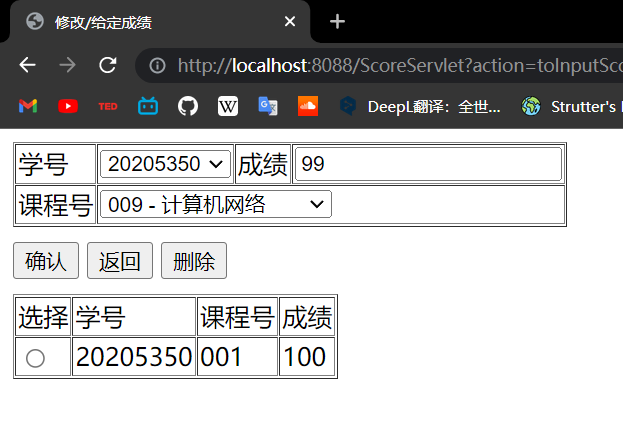 修改/给定成绩
http://localhost:8088/ScoreServlet?action=toInputSco
TED
W
DeepL翻译：全世...
Strutter's
学号 20205350 成绩 99
课程号 009 - 计算机网络
确认 返回 删除
选择 学号 课程号 成绩
20205350 001 100